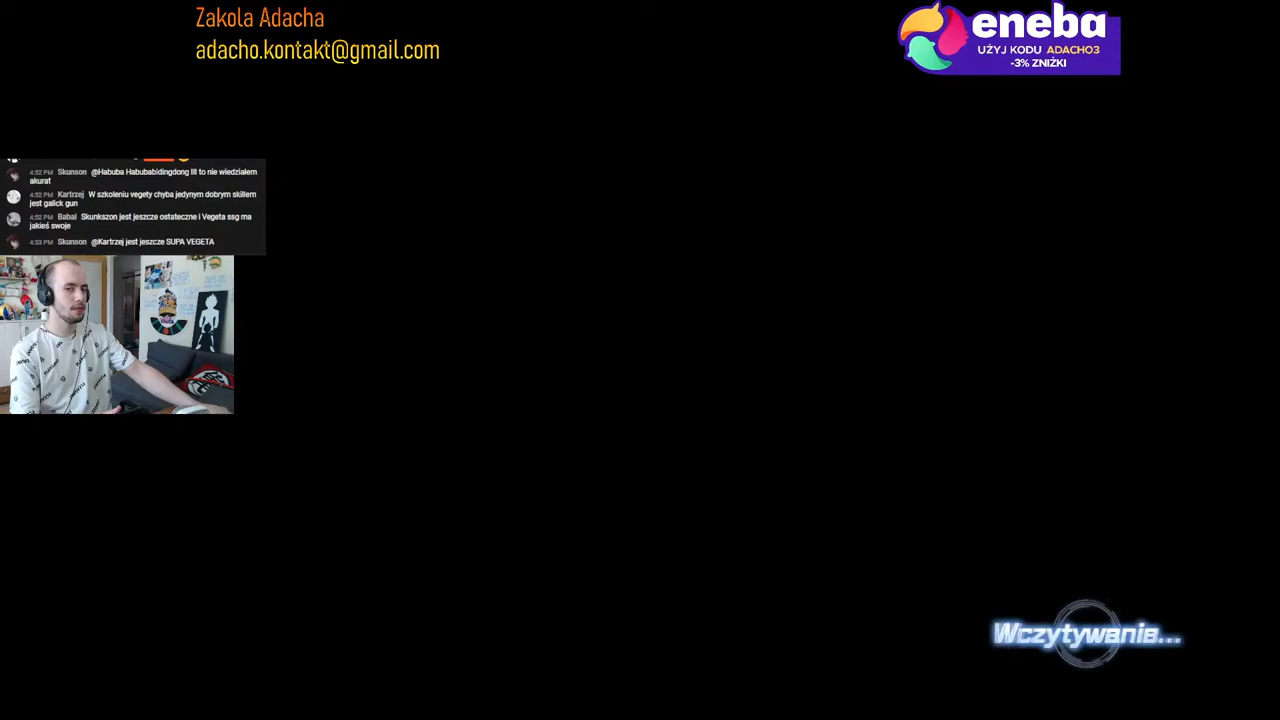 Zakola Adacha
adacho.kontakt@gmail.com
eneba
UŻYJ KODU ADACHO3
-3% ZNIŻKI
4:52 PM Skunson @Habuba Habubabidingdong III to nie wiedziałem
akurat
4:52 PM Kartrzej W szkoleniu vegety chyba jedynym dobrym skillem
jest galick gun
4:52 PM Babal Skunkszon jest jeszcze ostateczne i Vegeta ssg ma
jakieś swoje
4:53 PM Skunson @Kartrzej jest jeszcze SUPA VEGETA
Wczytywanie...